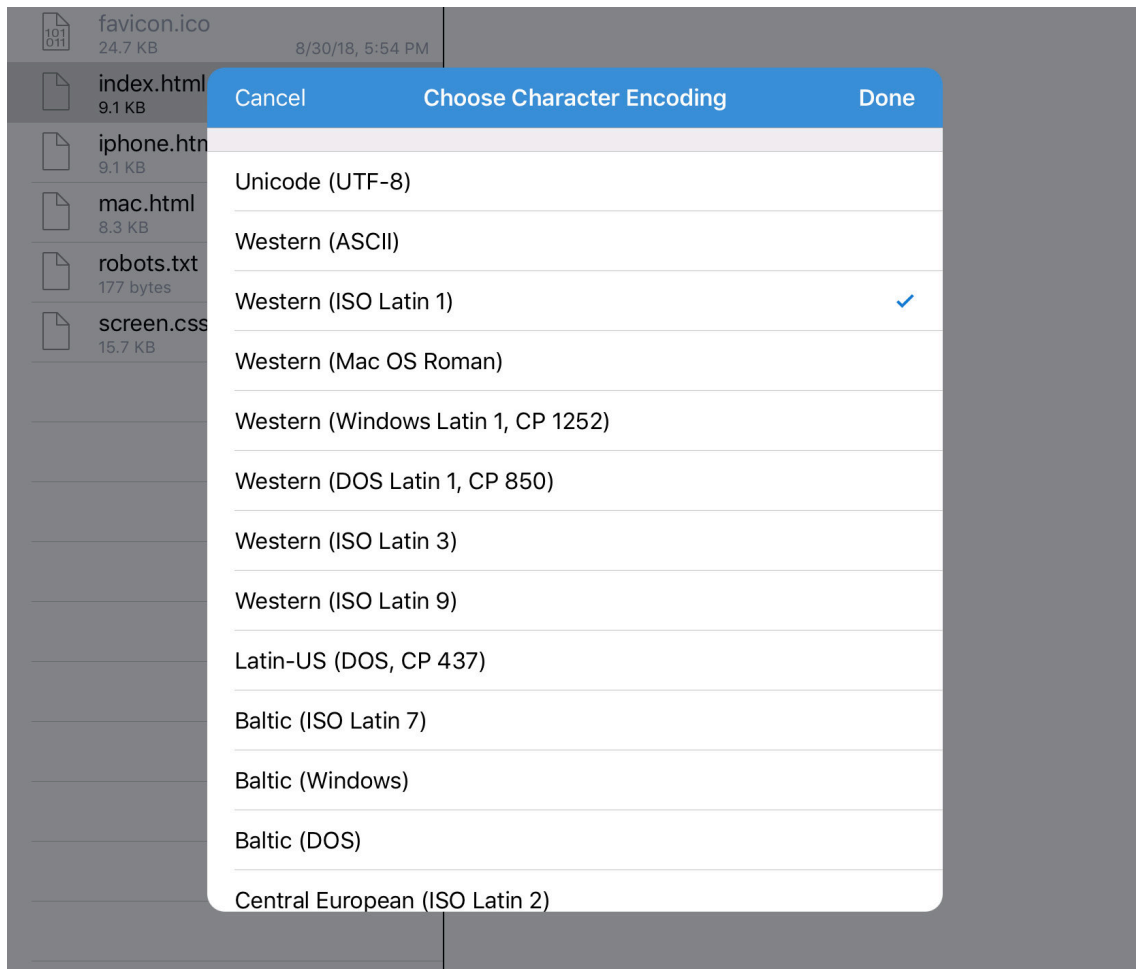 101
011
favicon.ico
24.7 KB 8/30/18, 5:54 PM
index.html
9.1 KB
iphone.htm
9.1 KB
mac.html
8.3 KB
robots.txt
177 bytes
screen.css
15.7 KB
Cancel Choose Character Encoding Done
Unicode (UTF-8)
Western (ASCII)
Western (ISO Latin 1)
Western (Mac OS Roman)
Western (Windows Latin 1, CP 1252)
Western (DOS Latin 1, CP 850)
Western (ISO Latin 3)
Western (ISO Latin 9)
Latin-US (DOS, CP 437)
Baltic (ISO Latin 7)
Baltic (Windows)
Baltic (DOS)
Central European (ISO Latin 2)